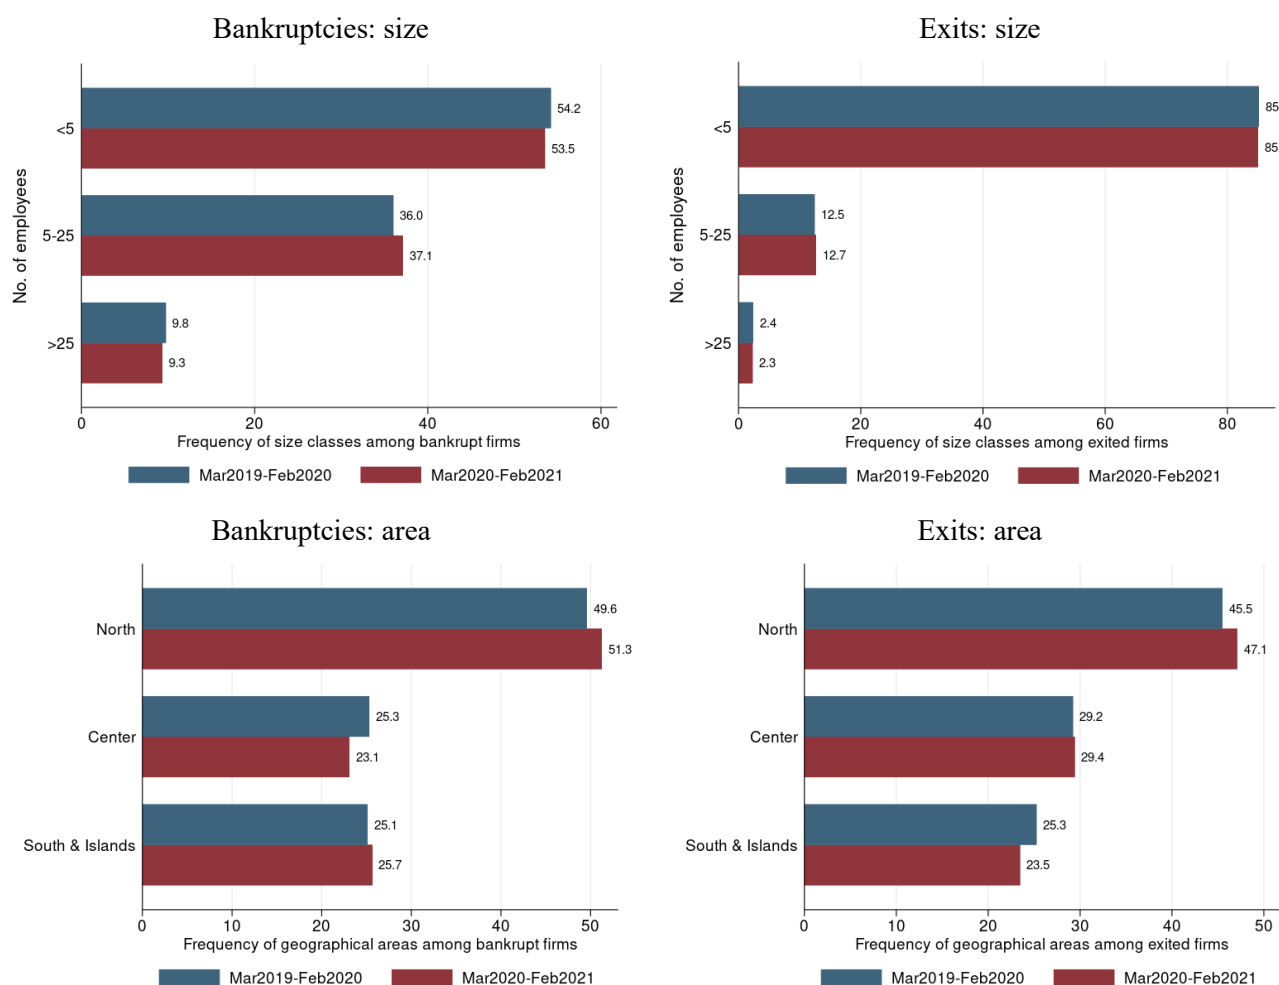 Bankruptcies: size
No. of employees
<5
54.2
53.5
5-25
36.0
37.1
>25
9.8
9.3
0 20 40 60
Frequency of size classes among bankrupt firms
Mar2019-Feb2020 Mar2020-Feb2021
Exits: size
No. of employees
<5
85
85
5-25
12.5
12.7
>25
2.4
2.3
0 20 40 60 80
Frequency of size classes among exited firms
Mar2019-Feb2020 Mar2020-Feb2021
Bankruptcies: area
North
49.6
51.3
Center
25.3
23.1
South & Islands
25.1
25.7
0 10 20 30 40 50
Frequency of geographical areas among bankrupt firms
Mar2019-Feb2020 Mar2020-Feb2021
Exits: area
North
45.5
47.1
Center
29.2
29.4
South & Islands
25.3
23.5
0 10 20 30 40 50
Frequency of geographical areas among exited firms
Mar2019-Feb2020 Mar2020-Feb2021